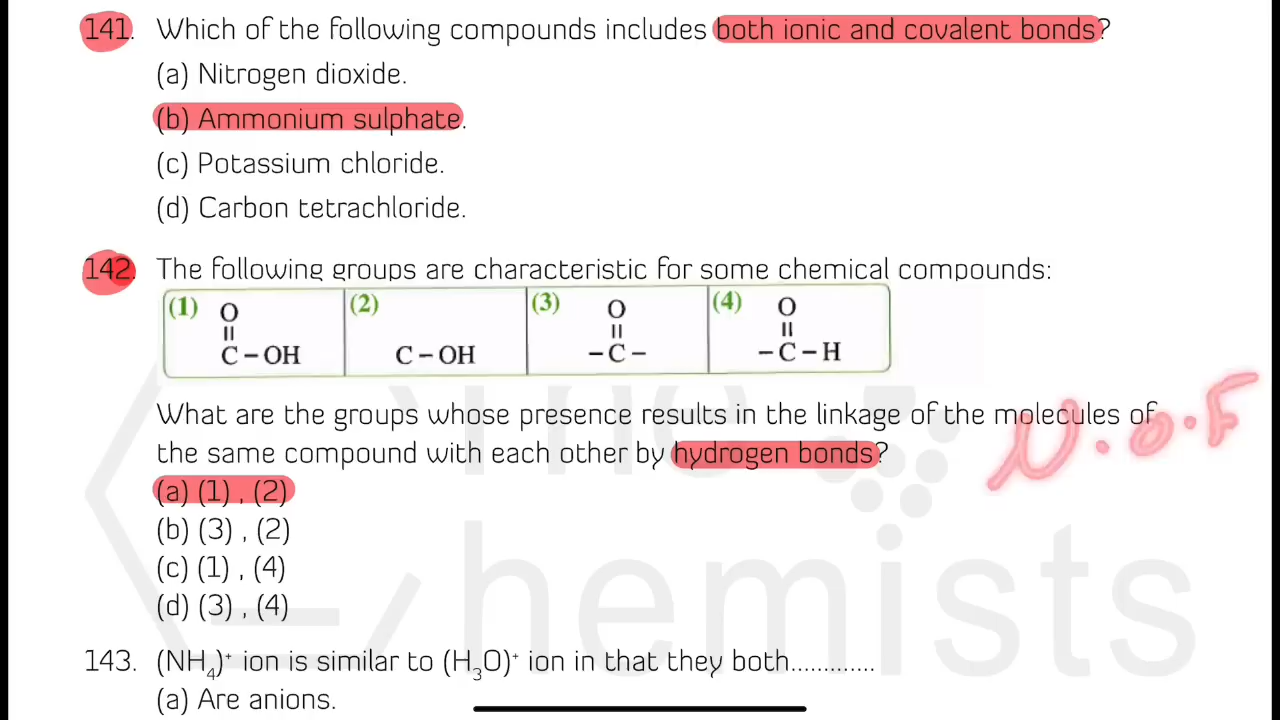 141. Which of the following compounds includes both ionic and covalent bonds?
(a) Nitrogen dioxide.
(b) Ammonium sulphate.
(c) Potassium chloride.
(d) Carbon tetrachloride.
142. The following groups are characteristic for some chemical compounds:
(1) (2) (3) (4)
O O O
|| || ||
C – OH C – OH – C – – C – H
What are the groups whose presence results in the linkage of the molecules of
the same compound with each other by hydrogen bonds?
N.O.F
(a) (1) , (2)
(b) (3) , (2)
(c) (1) , (4)
(d) (3) , (4)
The
Chemists
143. (NH₄)⁺ ion is similar to (H₃O)⁺ ion in that they both.............
(a) Are anions.